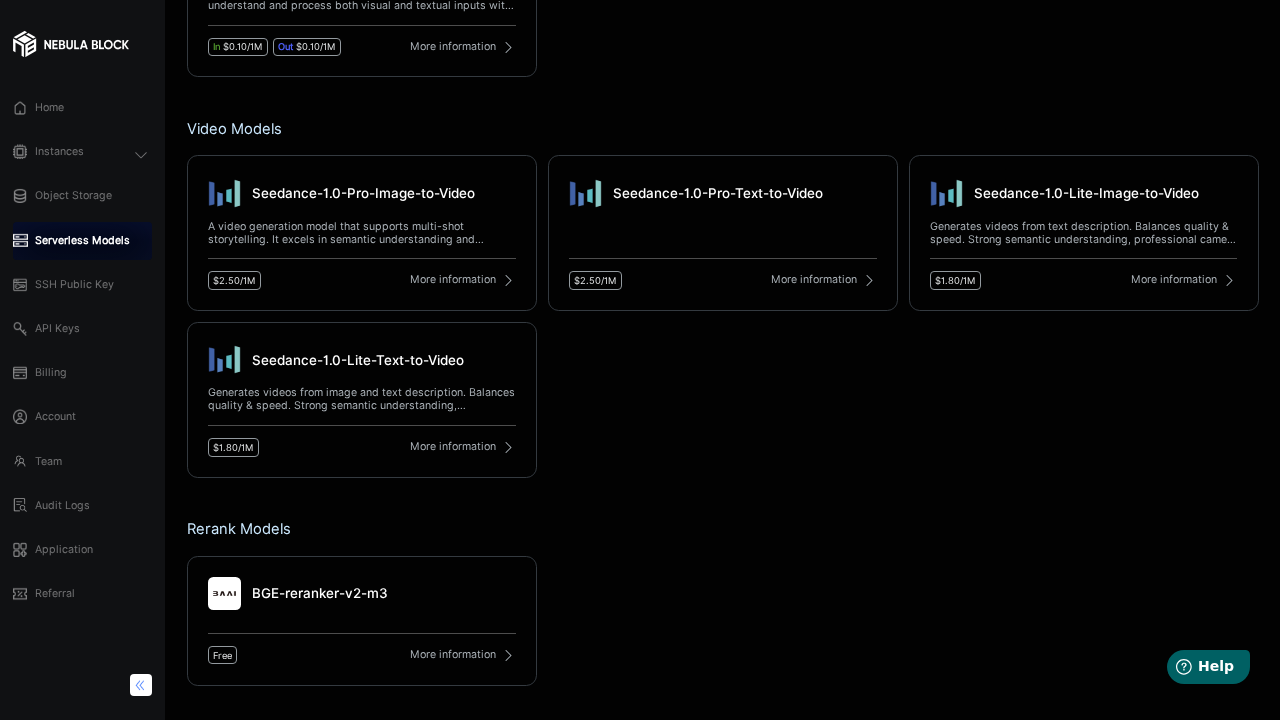 NEBULA BLOCK
Home
Instances
Object Storage
Serverless Models
SSH Public Key
API Keys
Billing
Account
Team
Audit Logs
Application
Referral
understand and process both visual and textual inputs wit...
In $0.10/1M
Out $0.10/1M
More information
Video Models
Seedance-1.0-Pro-Image-to-Video
A video generation model that supports multi-shot
storytelling. It excels in semantic understanding and...
$2.50/1M
More information
Seedance-1.0-Pro-Text-to-Video
$2.50/1M
More information
Seedance-1.0-Lite-Image-to-Video
Generates videos from text description. Balances quality &
speed. Strong semantic understanding, professional came...
$1.80/1M
More information
Seedance-1.0-Lite-Text-to-Video
Generates videos from image and text description. Balances
quality & speed. Strong semantic understanding,...
$1.80/1M
More information
Rerank Models
BAAI
BGE-reranker-v2-m3
Free
More information
Help